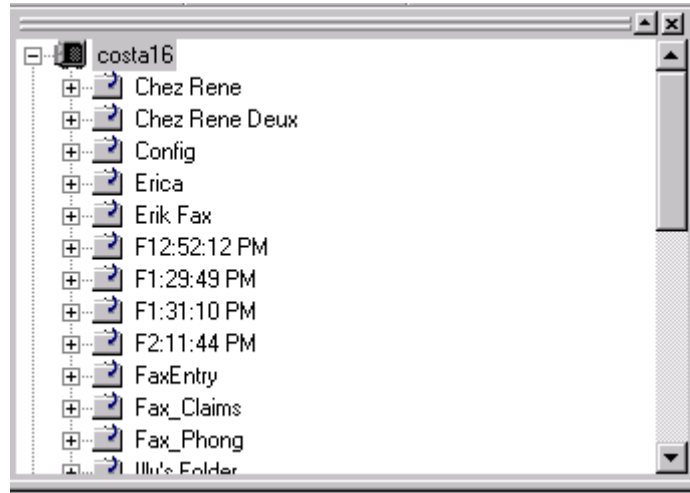 costa16
Chez Rene
Chez Rene Deux
Config
Erica
Erik Fax
F12:52:12 PM
F1:29:49 PM
F1:31:10 PM
F2:11:44 PM
FaxEntry
Fax_Claims
Fax_Phong
Folder